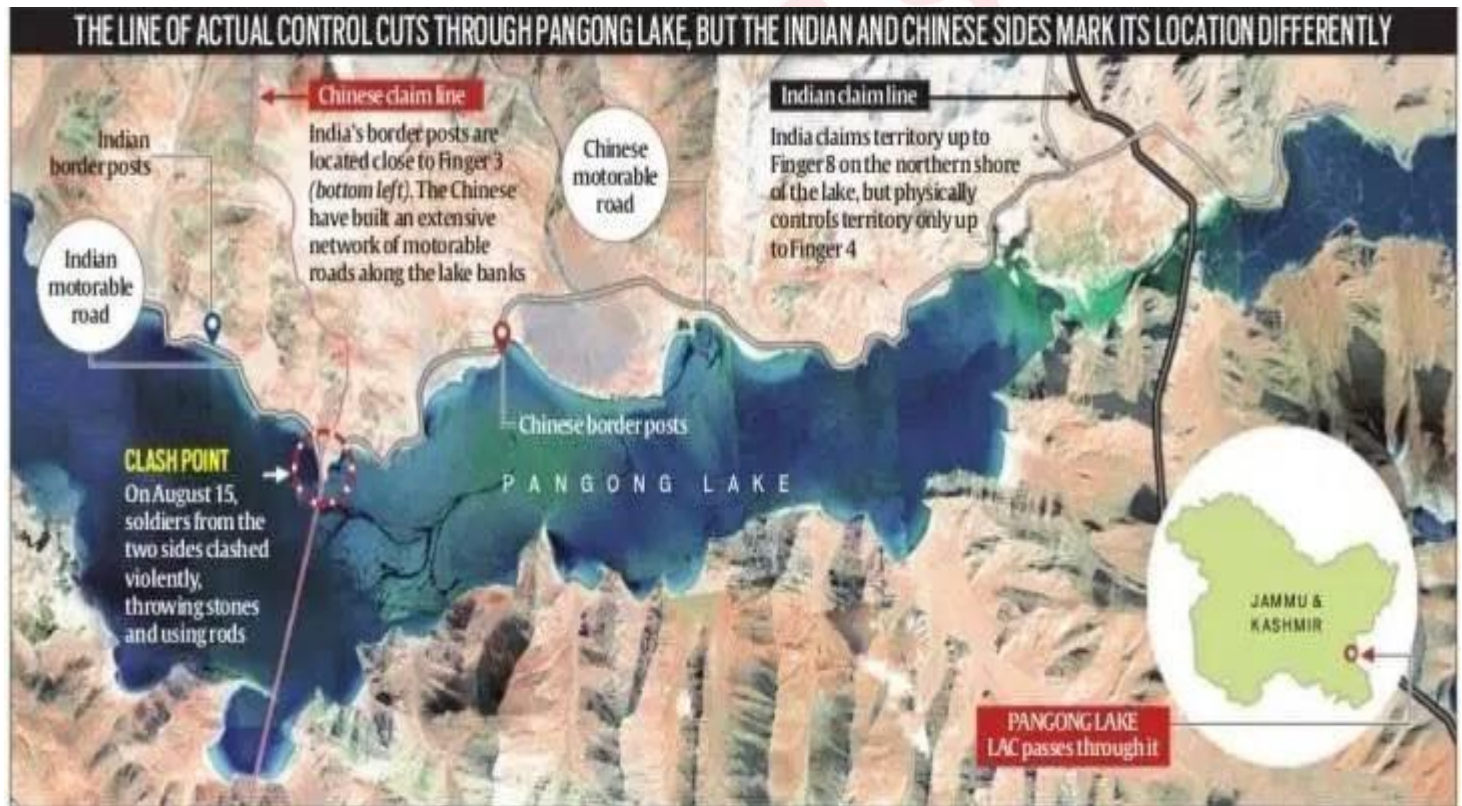 THE LINE OF ACTUAL CONTROL CUTS THROUGH PANGONG LAKE, BUT THE INDIAN AND CHINESE SIDES MARK ITS LOCATION DIFFERENTLY
Indian
border posts
Indian
motorable
road
Chinese claim line
India's border posts are
located close to Finger 3
(bottom left). The Chinese
have built an extensive
network of motorable
roads along the lake banks
Chinese
motorable
road
Indian claim line
India claims territory up to
Finger 8 on the northern shore
of the lake, but physically
controls territory only up
to Finger 4
Chinese border posts
PANGONG LAKE
CLASH POINT
On August 15,
soldiers from the
two sides clashed
violently,
throwing stones
and using rods
JAMMU &
KASHMIR
PANGONG LAKE
LAC passes through it